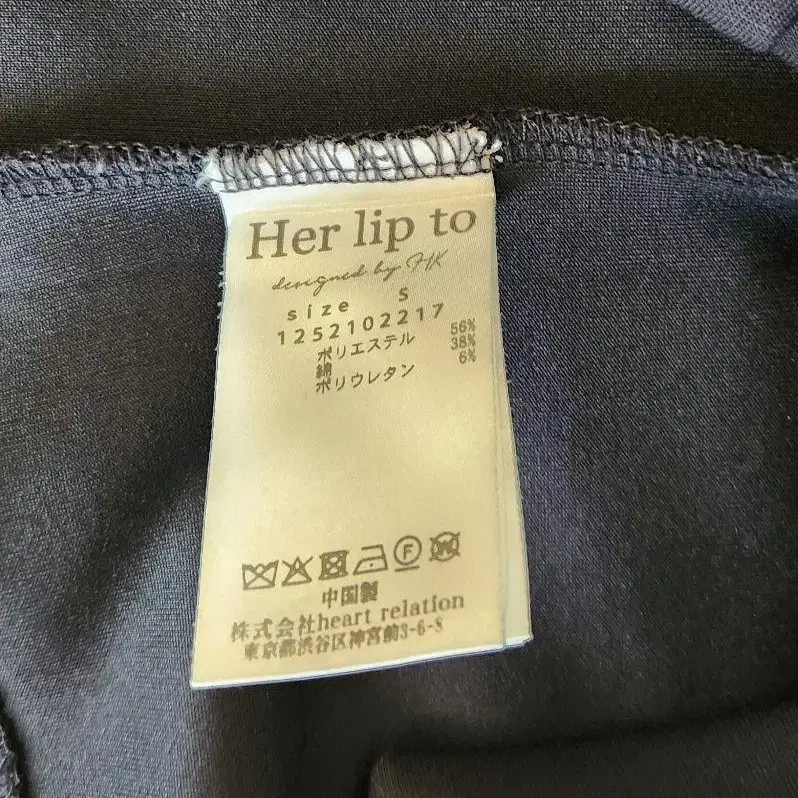 Her lip to
designed by HK
size S
1252102217
ポリエステル 56%
綿 38%
ポリウレタン 6%
F W
中国製
株式会社heart relation
東京都渋谷区神宮前3-6-8